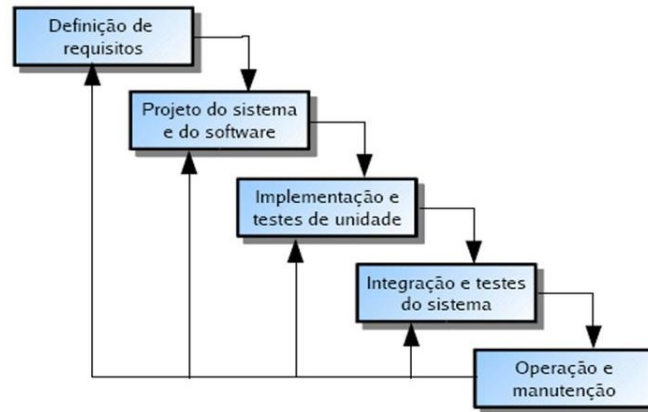 Definição de
requisitos
Projeto do sistema
e do software
Implementação e
testes de unidade
Integração e testes
do sistema
Operação e
manutenção